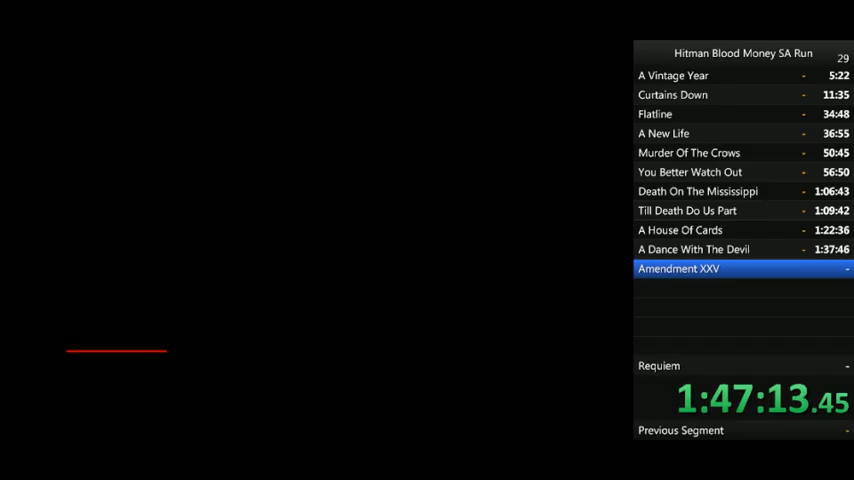 Hitman Blood Money SA Run 29
A Vintage Year - 5:22
Curtains Down - 11:35
Flatline - 34:48
A New Life - 36:55
Murder Of The Crows - 50:45
You Better Watch Out - 56:50
Death On The Mississippi - 1:06:43
Till Death Do Us Part - 1:09:42
A House Of Cards - 1:22:36
A Dance With The Devil - 1:37:46
Amendment XXV -
Requiem -
1:47:13.45
Previous Segment -